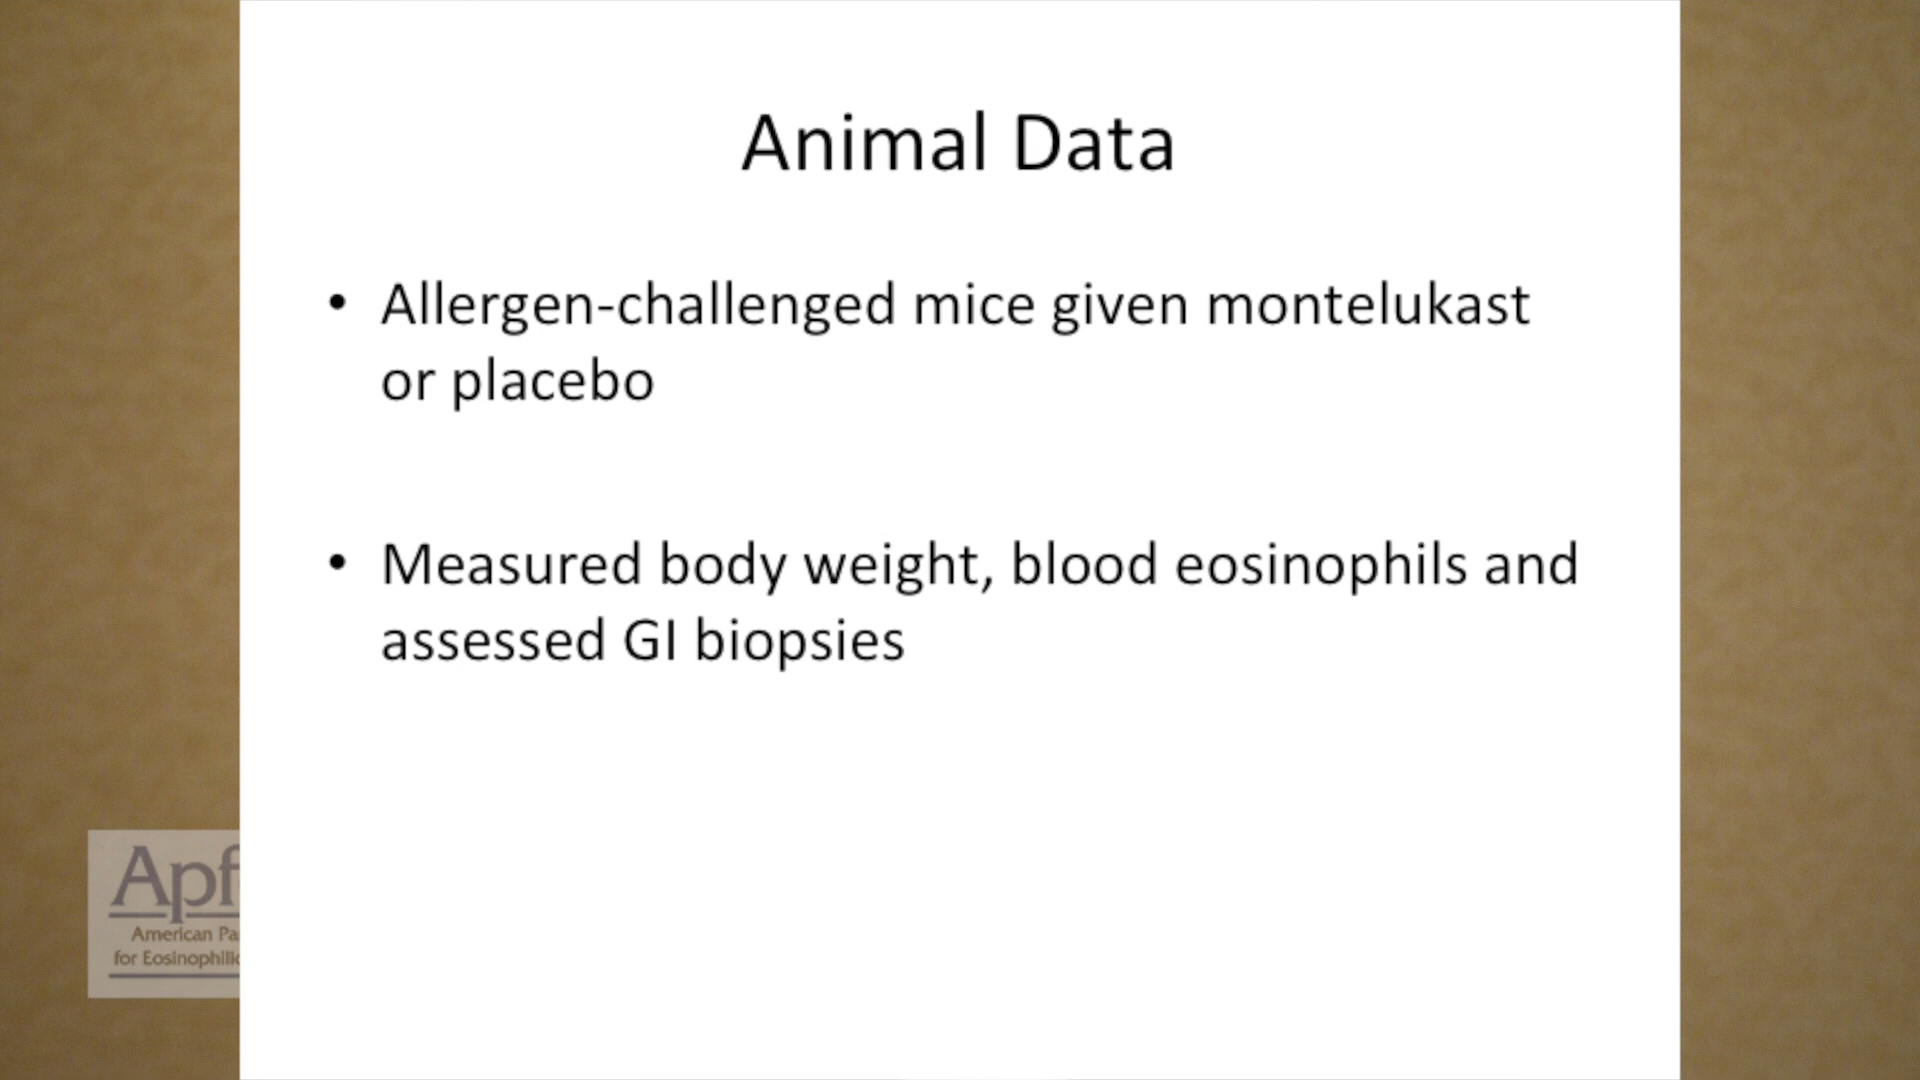 Animal Data
• Allergen-challenged mice given montelukast
or placebo
• Measured body weight, blood eosinophils and
assessed GI biopsies
Apf
American Pa
for Eosinophilic